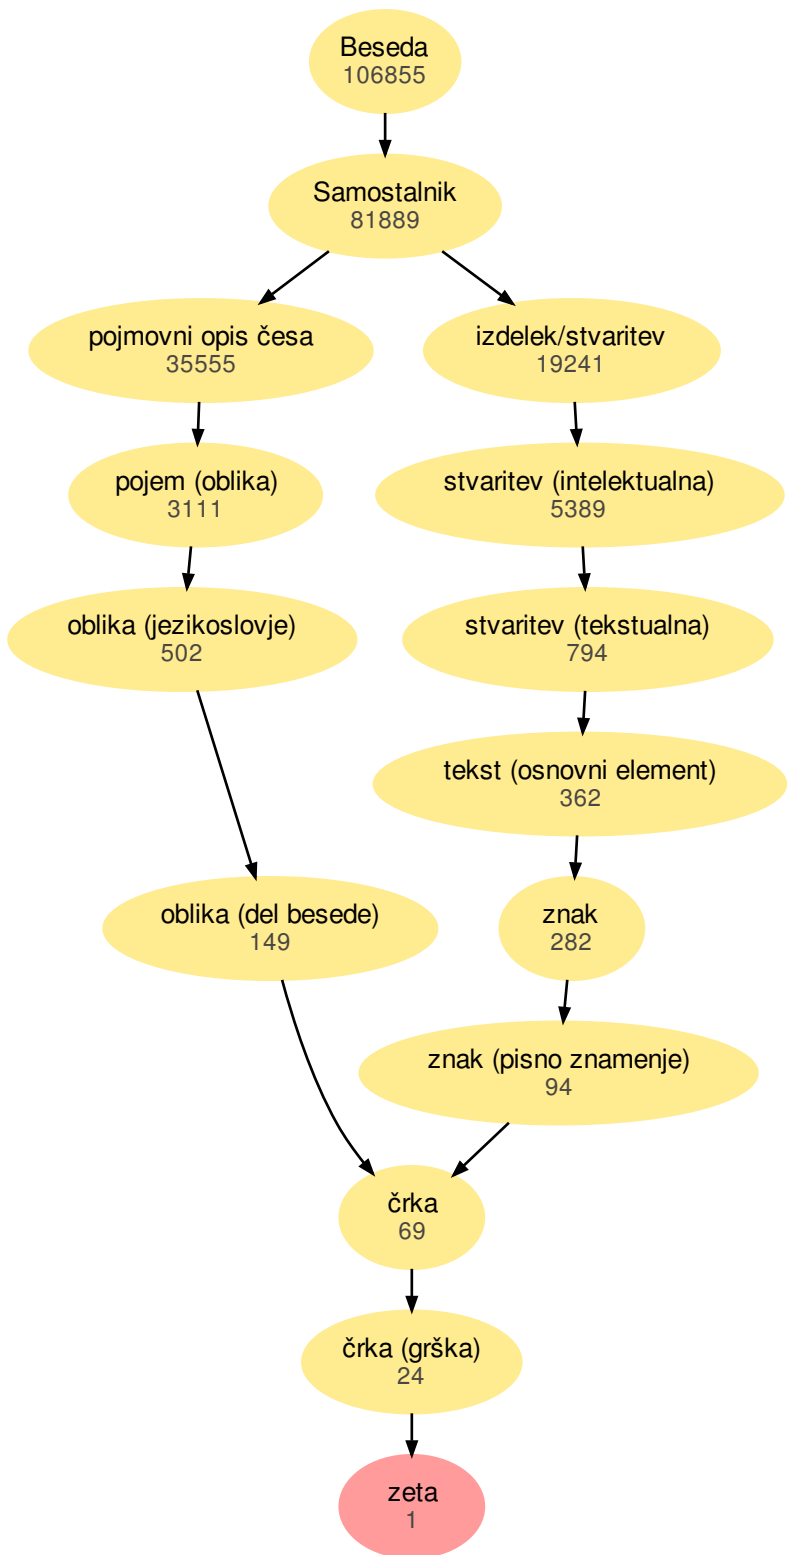 Beseda
106855
Samostalnik
81889
pojmovni opis česa
35555
izdelek/stvaritev
19241
pojem (oblika)
3111
stvaritev (intelektualna)
5389
oblika (jezikoslovje)
502
stvaritev (tekstualna)
794
tekst (osnovni element)
362
oblika (del besede)
149
znak
282
znak (pisno znamenje)
94
črka
69
črka (grška)
24
zeta
1